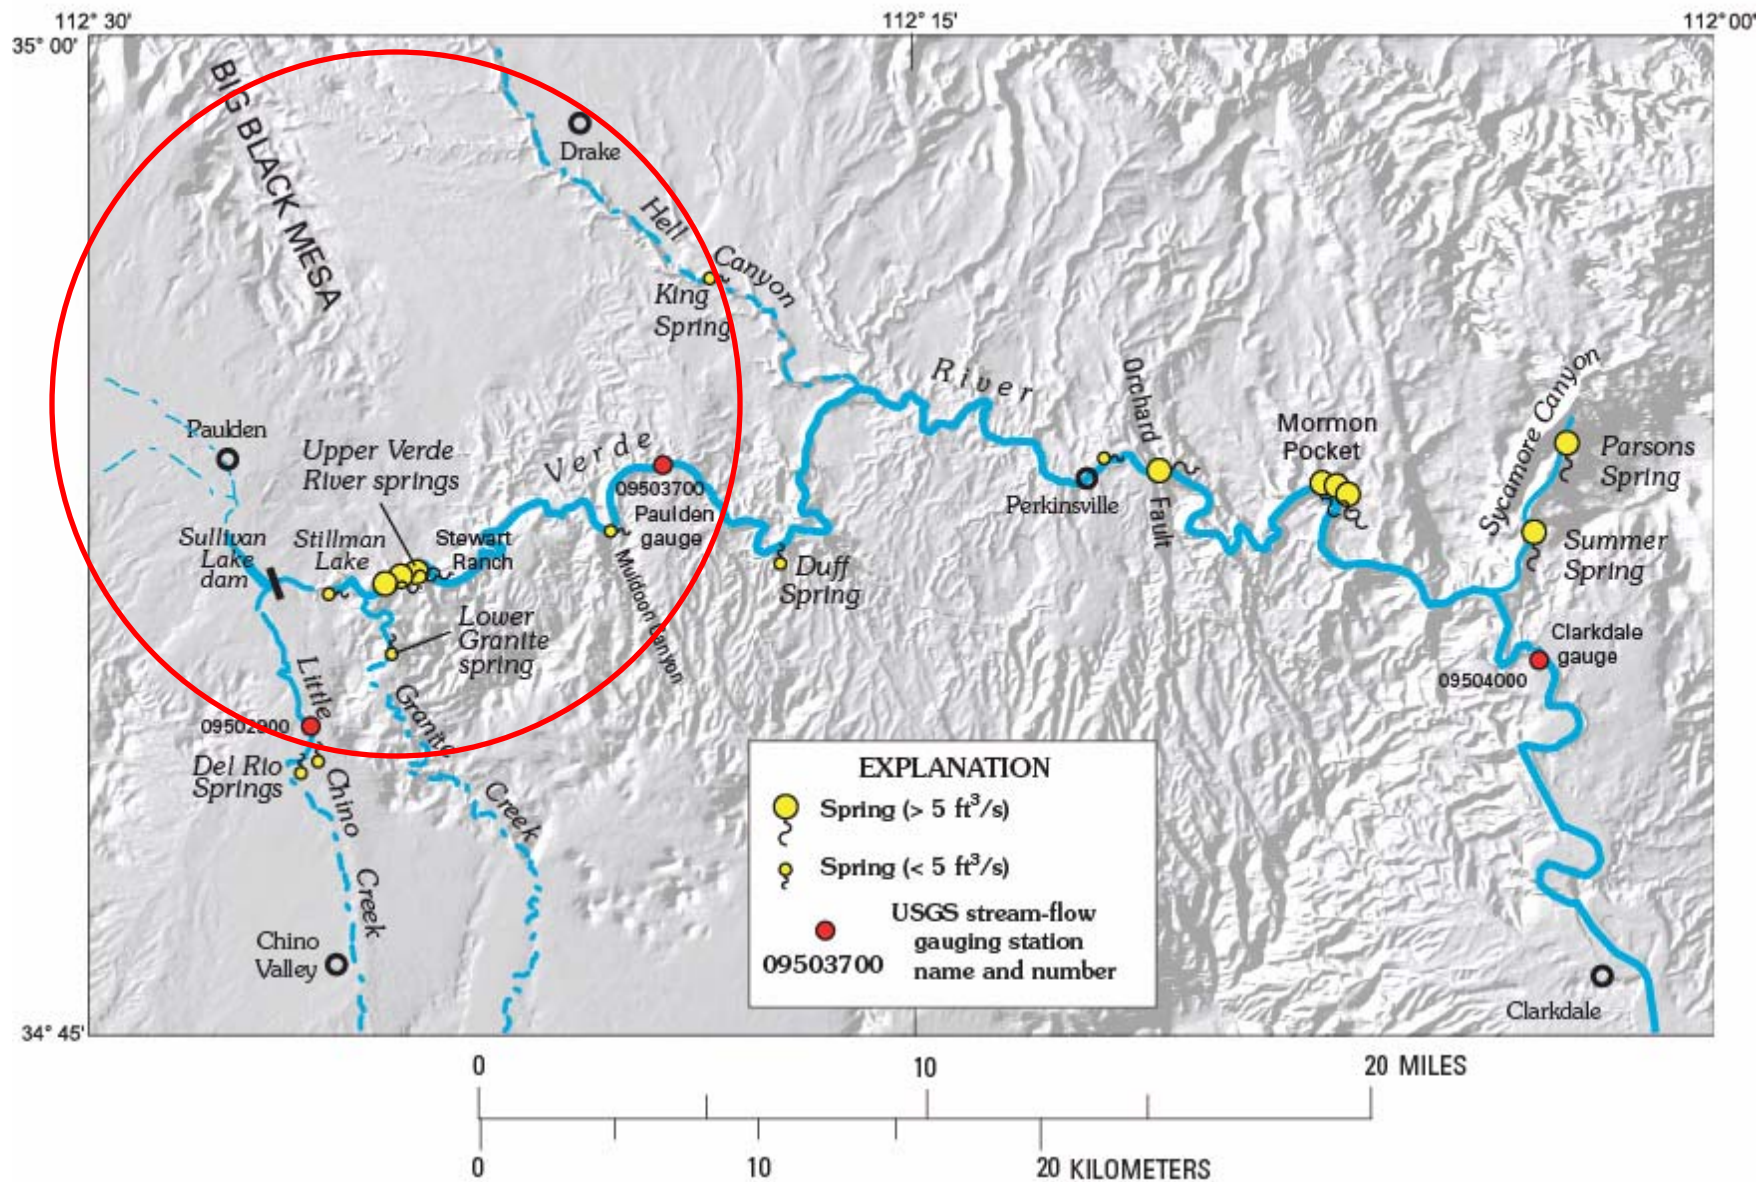 112° 30'
112° 15'
112° 00'
35° 00'
BIG BLACK MESA
Drake
Hell
Canyon
King
Spring
River
Orchard
Fault
Mormon
Pocket
Sycamore Canyon
Parsons
Spring
Summer
Spring
Paulden
Upper Verde
River springs
Verde
09503700
Paulden
gauge
Perkinsville
Sullivan
Lake
dam
Stillman
Lake
Stewart
Ranch
Duff
Spring
Muldoon Canyon
Lower
Granite
spring
Clarkdale
gauge
09504000
Little
Chino
Creek
Granite
Creek
09502900
Del Rio
Springs
Chino
Valley
Clarkdale
EXPLANATION
Spring (> 5 ft³/s)
Spring (< 5 ft³/s)
USGS stream-flow
gauging station
name and number
09503700
34° 45'
0
10
20 MILES
0
10
20 KILOMETERS